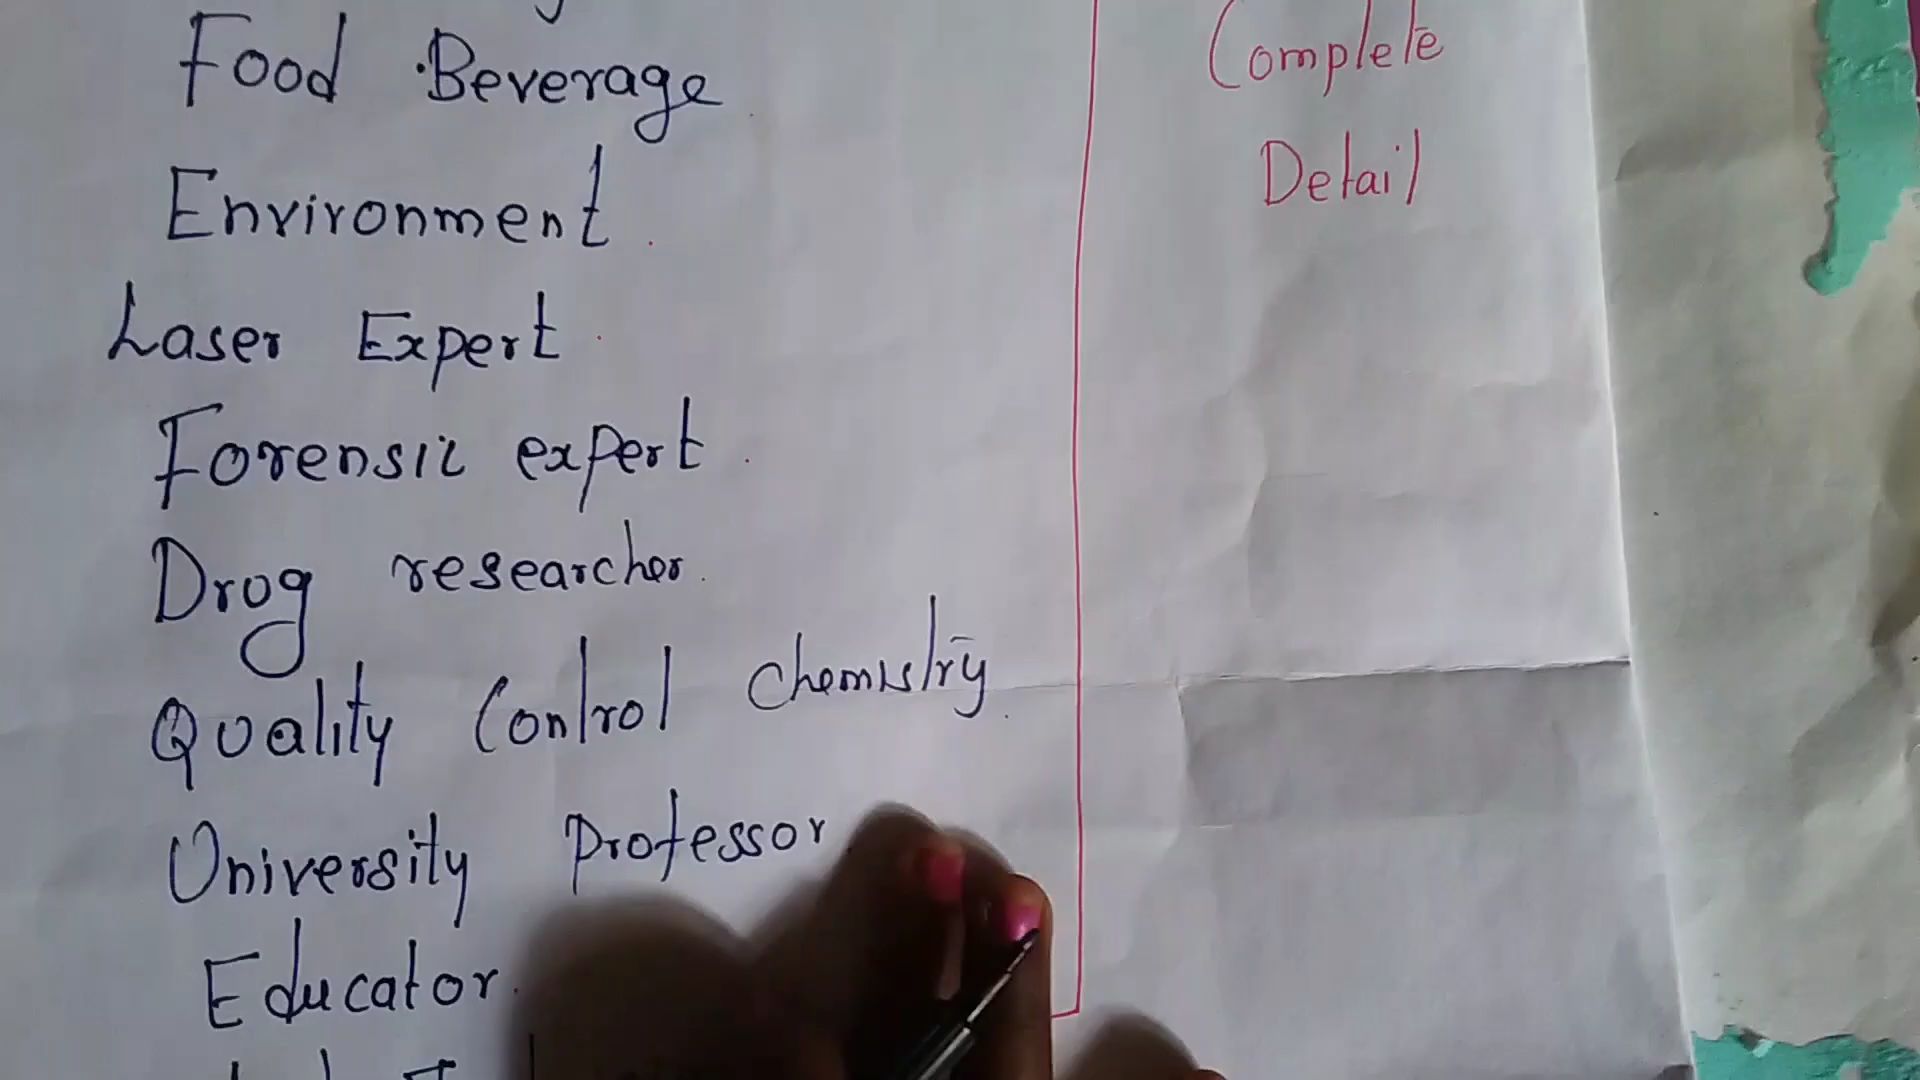 Food Beverage
Environment
Laser Expert
Forensic expert
Drug researcher
Quality Control chemistry
University Professor
Educator
Complete
Detail